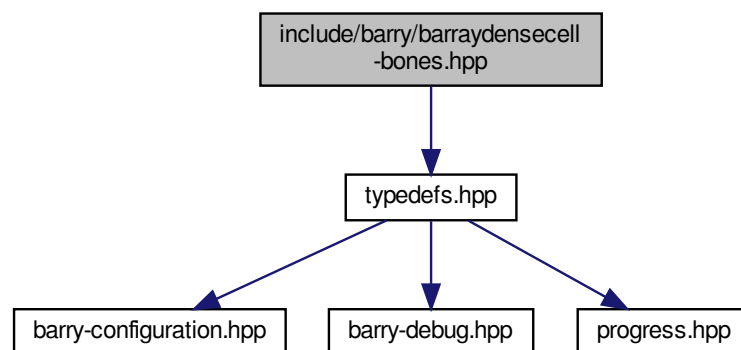 include/barry/barraydensecell
-bones.hpp
typedefs.hpp
barry-configuration.hpp
barry-debug.hpp
progress.hpp